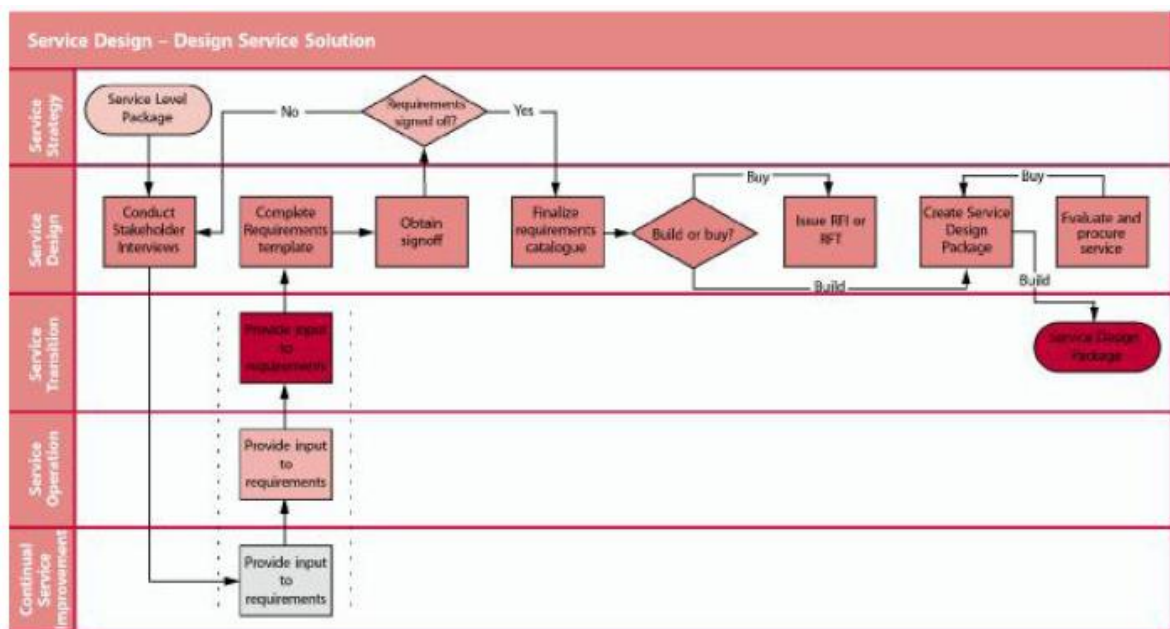 Service Design – Design Service Solution
Service
Strategy
Service Level
Package
No
Requirements
signed off?
Yes
Service
Design
Conduct
Stakeholder
Interviews
Complete
Requirements
template
Obtain
signoff
Finalize
requirements
catalogue
Build or buy?
Buy
Issue RFI or
RFT
Build
Create Service
Design
Package
Buy
Evaluate and
procure
service
Build
Service
Transition
Provide input
to
requirements
Service Design
Package
Service
Operation
Provide input
to
requirements
Continual
Service
Improvement
Provide input
to
requirements